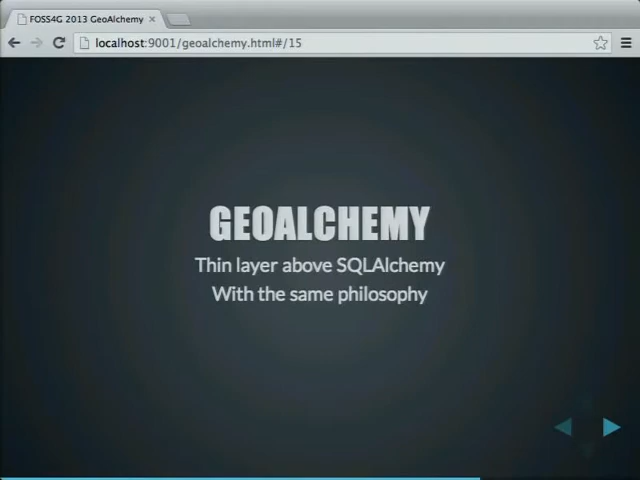 FOSS4G 2013 GeoAlchemy
localhost:9001/geoalchemy.html#/15
GEOALCHEMY
Thin layer above SQLAlchemy
With the same philosophy